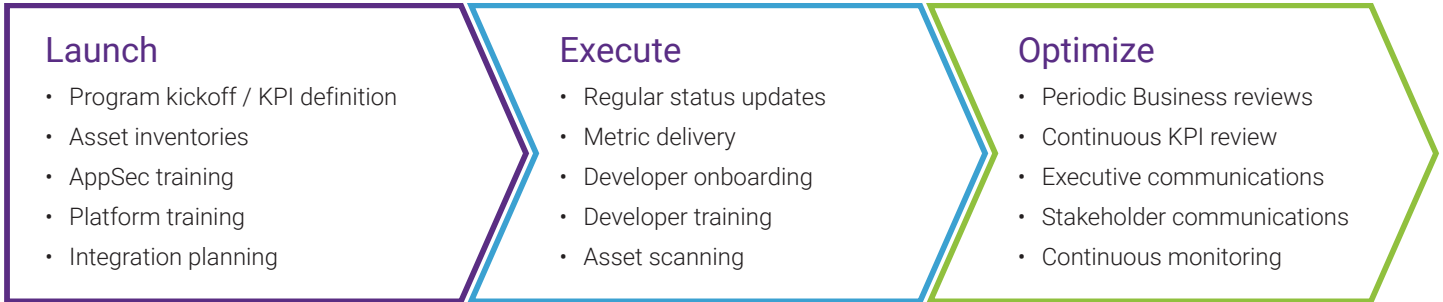 Launch
• Program kickoff / KPI definition
• Asset inventories
• AppSec training
• Platform training
• Integration planning
Execute
• Regular status updates
• Metric delivery
• Developer onboarding
• Developer training
• Asset scanning
Optimize
• Periodic Business reviews
• Continuous KPI review
• Executive communications
• Stakeholder communications
• Continuous monitoring